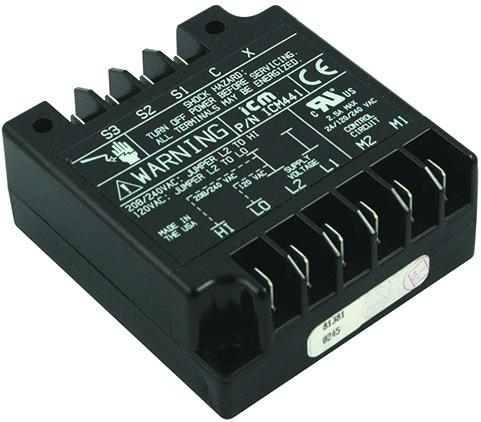 S3 S2 S1 C X
SHOCK HAZARD:
TURN OFF POWER BEFORE SERVICING.
ALL TERMINALS MAY BE ENERGIZED.
WARNING
icm
P/N ICM441
CE
208/240VAC: JUMPER L2 TO HI
120VAC: JUMPER L2 TO LO
C US
2.5A MAX
24/120/240 VAC
CONTROL
CIRCUIT
MADE IN
THE USA
208/240 VAC
120 VAC
SUPPLY
VOLTAGE
HI LO L2 L1 M2 M1
81381
0245